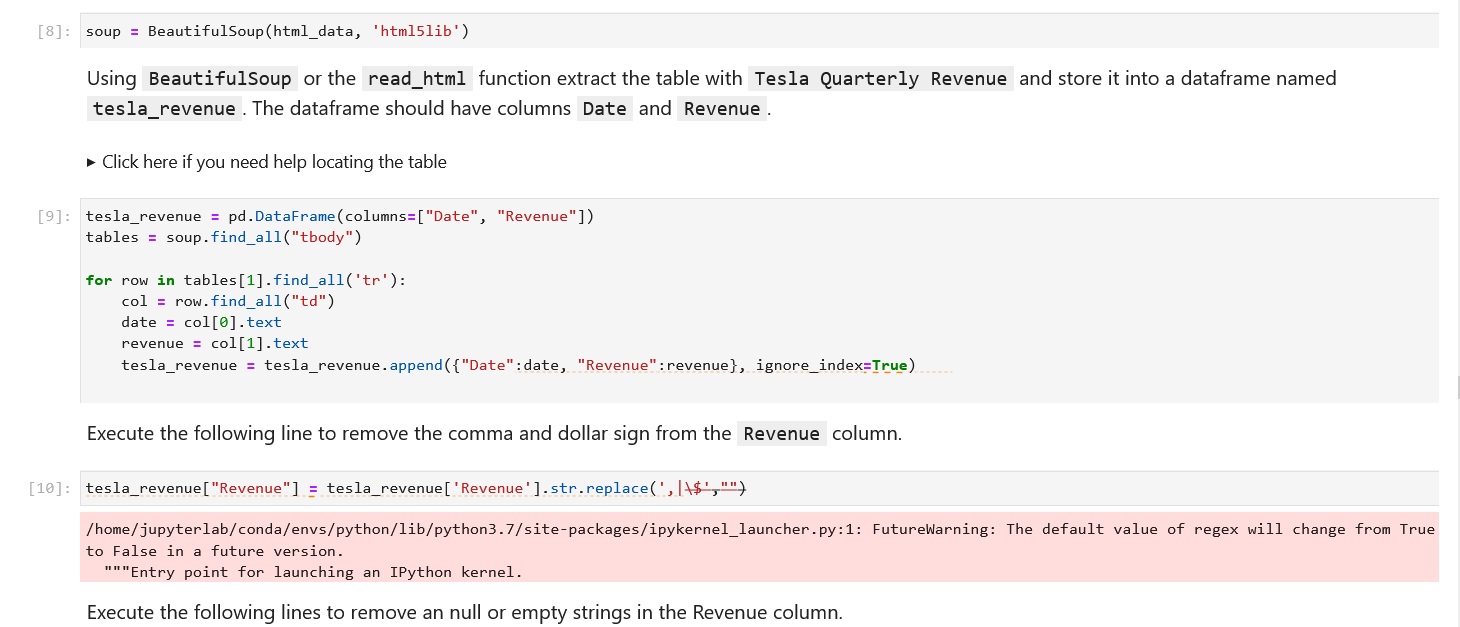 [8]: soup = BeautifulSoup(html_data, 'html5lib')
Using BeautifulSoup or the read_html function extract the table with Tesla Quarterly Revenue and store it into a dataframe named
tesla_revenue. The dataframe should have columns Date and Revenue.
▸ Click here if you need help locating the table
[9]: tesla_revenue = pd.DataFrame(columns=["Date", "Revenue"])
tables = soup.find_all("tbody")
for row in tables[1].find_all('tr'):
    col = row.find_all("td")
    date = col[0].text
    revenue = col[1].text
    tesla_revenue = tesla_revenue.append({"Date":date, "Revenue":revenue}, ignore_index=True)
Execute the following line to remove the comma and dollar sign from the Revenue column.
[10]: tesla_revenue["Revenue"] = tesla_revenue['Revenue'].str.replace(',|\$',"")
/home/jupyterlab/conda/envs/python/lib/python3.7/site-packages/ipykernel_launcher.py:1: FutureWarning: The default value of regex will change from True
to False in a future version.
  """Entry point for launching an IPython kernel.
Execute the following lines to remove an null or empty strings in the Revenue column.